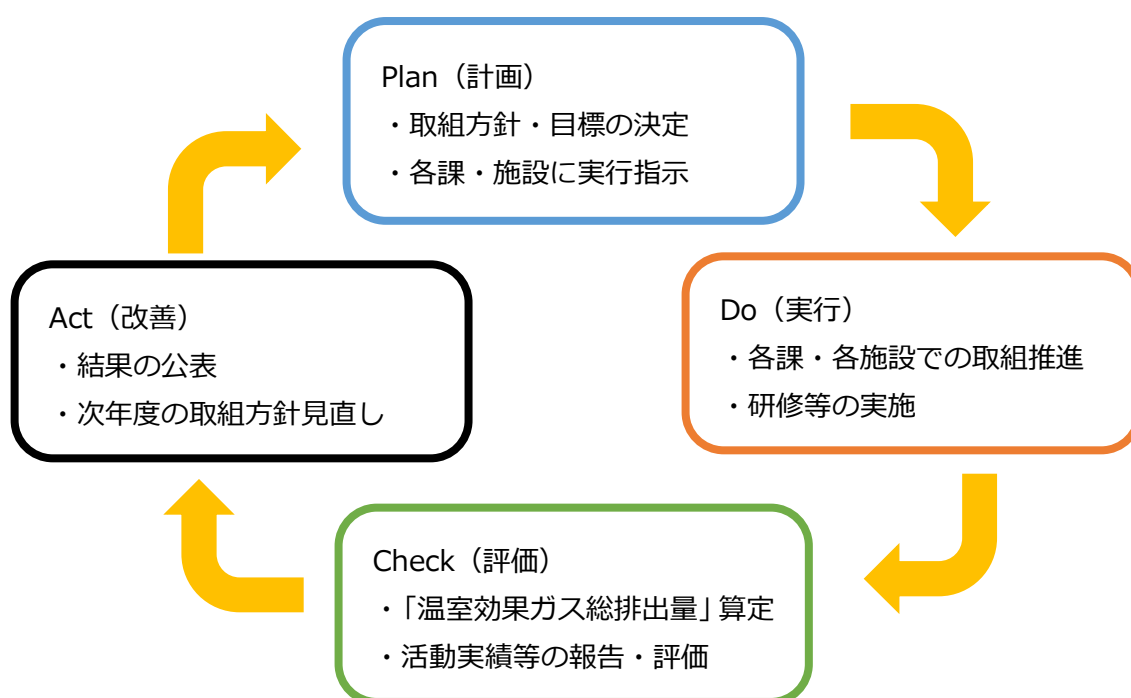 Plan（計画）
・取組方針・目標の決定
・各課・施設に実行指示
Do（実行）
・各課・各施設での取組推進
・研修等の実施
Check（評価）
・「温室効果ガス総排出量」算定
・活動実績等の報告・評価
Act（改善）
・結果の公表
・次年度の取組方針見直し